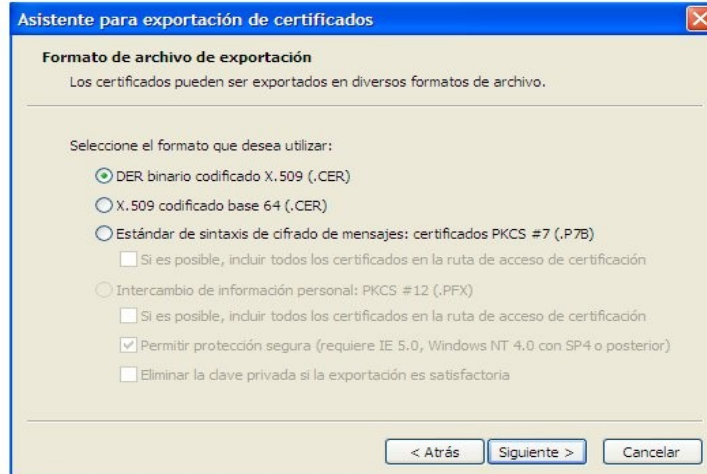 Asistente para exportación de certificados
Formato de archivo de exportación
Los certificados pueden ser exportados en diversos formatos de archivo.
Seleccione el formato que desea utilizar:
DER binario codificado X.509 (.CER)
X.509 codificado base 64 (.CER)
Estándar de sintaxis de cifrado de mensajes: certificados PKCS #7 (.P7B)
Si es posible, incluir todos los certificados en la ruta de acceso de certificación
Intercambio de información personal: PKCS #12 (.PFX)
Si es posible, incluir todos los certificados en la ruta de acceso de certificación
Permitir protección segura (requiere IE 5.0, Windows NT 4.0 con SP4 o posterior)
Eliminar la clave privada si la exportación es satisfactoria
< Atrás Siguiente > Cancelar